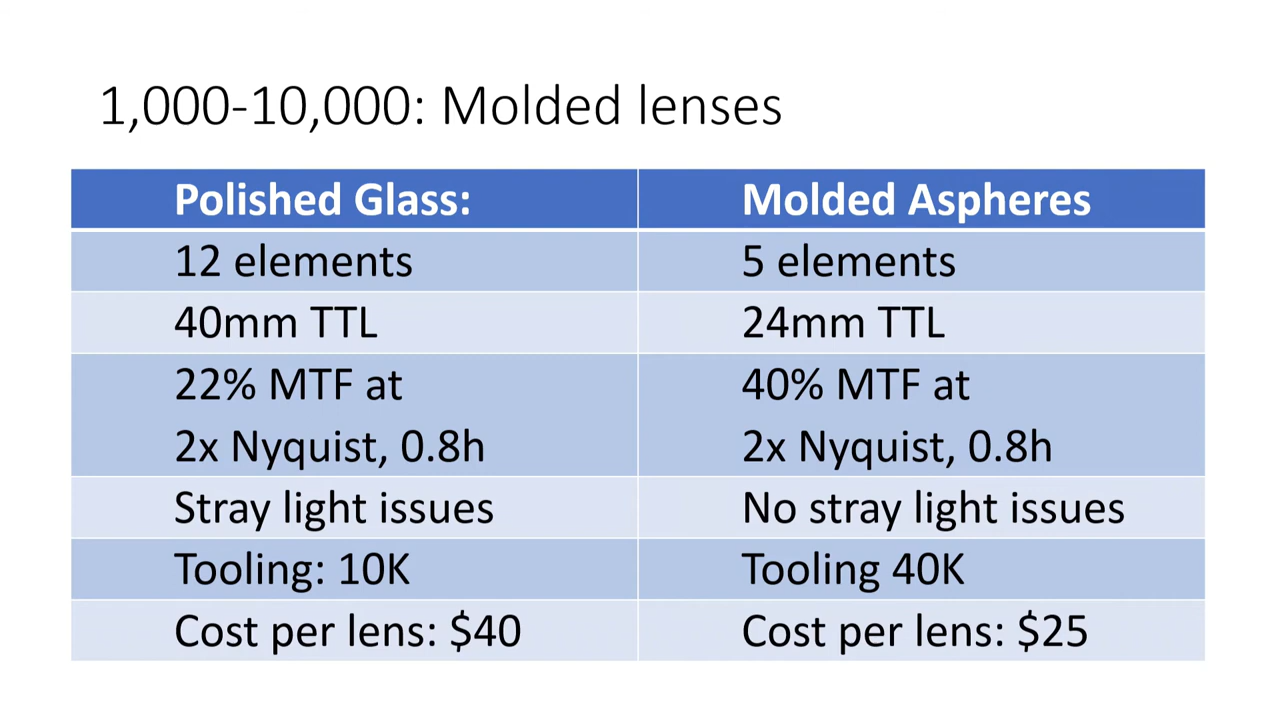 1,000-10,000: Molded lenses
Polished Glass:
Molded Aspheres
12 elements
5 elements
40mm TTL
24mm TTL
22% MTF at
2x Nyquist, 0.8h
40% MTF at
2x Nyquist, 0.8h
Stray light issues
No stray light issues
Tooling: 10K
Tooling 40K
Cost per lens: $40
Cost per lens: $25